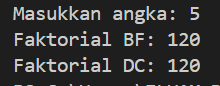 Masukkan angka: 5
Faktorial BF: 120
Faktorial DC: 120